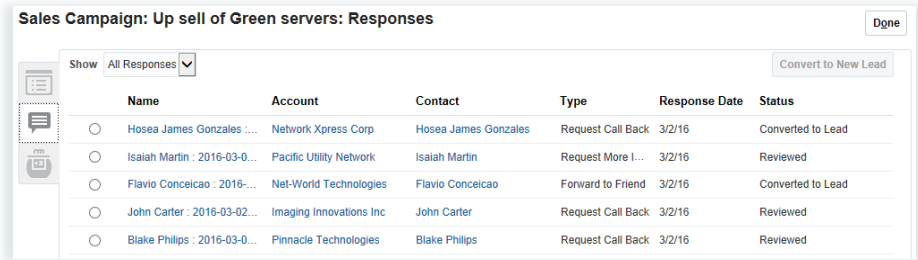 Sales Campaign: Up sell of Green servers: Responses
Done
Show All Responses
Convert to New Lead
Name Account Contact Type Response Date Status
Hosea James Gonzales :... Network Xpress Corp Hosea James Gonzales Request Call Back 3/2/16 Converted to Lead
Isaiah Martin : 2016-03-0... Pacific Utility Network Isaiah Martin Request More I... 3/2/16 Reviewed
Flavio Conceicao : 2016-... Net-World Technologies Flavio Conceicao Forward to Friend 3/2/16 Converted to Lead
John Carter : 2016-03-02... Imaging Innovations Inc John Carter Request Call Back 3/2/16 Reviewed
Blake Philips : 2016-03-0... Pinnacle Technologies Blake Philips Request Call Back 3/2/16 Reviewed